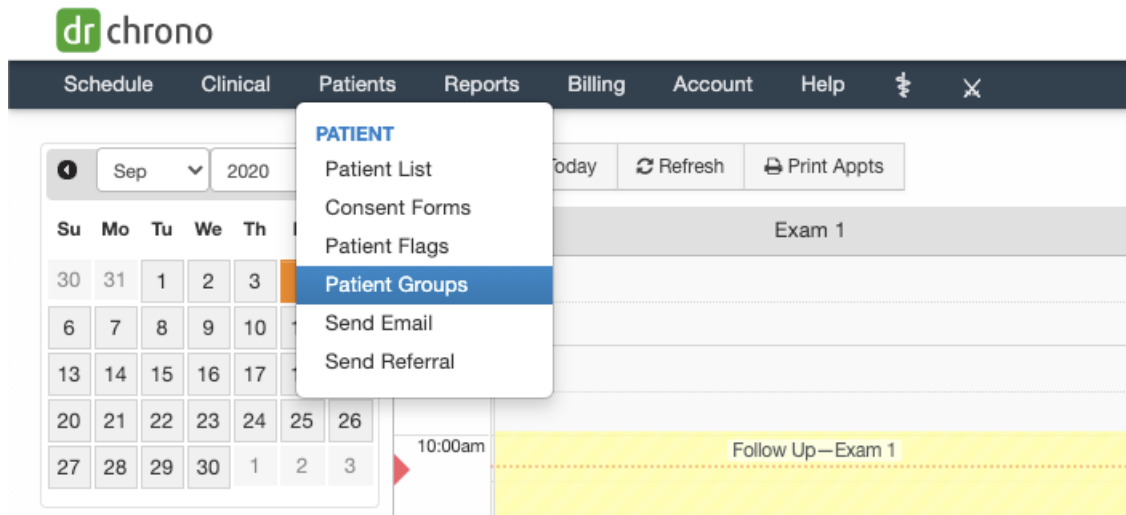 dr chrono
Schedule Clinical Patients Reports Billing Account Help
PATIENT
Patient List
Consent Forms
Patient Flags
Patient Groups
Send Email
Send Referral
Sep 2020
Refresh Print Appts
Su Mo Tu We Th
Exam 1
30 31 1 2 3
6 7 8 9 10
13 14 15 16 17
20 21 22 23 24 25 26
27 28 29 30 1 2 3
10:00am
Follow Up—Exam 1